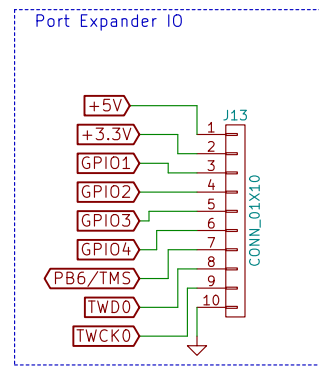 Port Expander IO
J13
+5V
1
+3.3V
2
GPIO1
3
GPIO2
4
GPIO3
5
GPIO4
6
PB6/TMS
7
TWD0
8
TWCK0
9
10
CONN_01X10